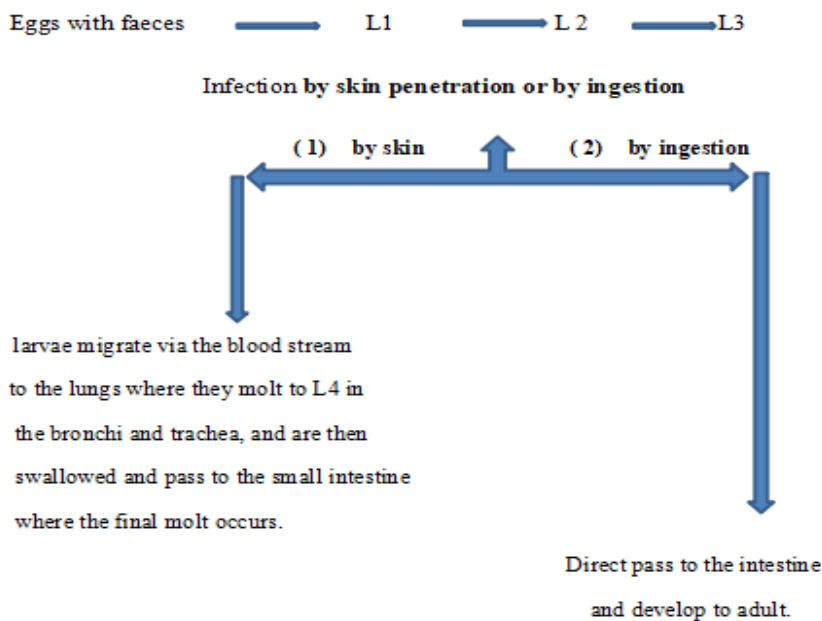 Eggs with faeces L1 L 2 L3
Infection by skin penetration or by ingestion
( 1) by skin ( 2) by ingestion
larvae migrate via the blood stream
to the lungs where they molt to L4 in
the bronchi and trachea, and are then
swallowed and pass to the small intestine
where the final molt occurs.
Direct pass to the intestine
and develop to adult.